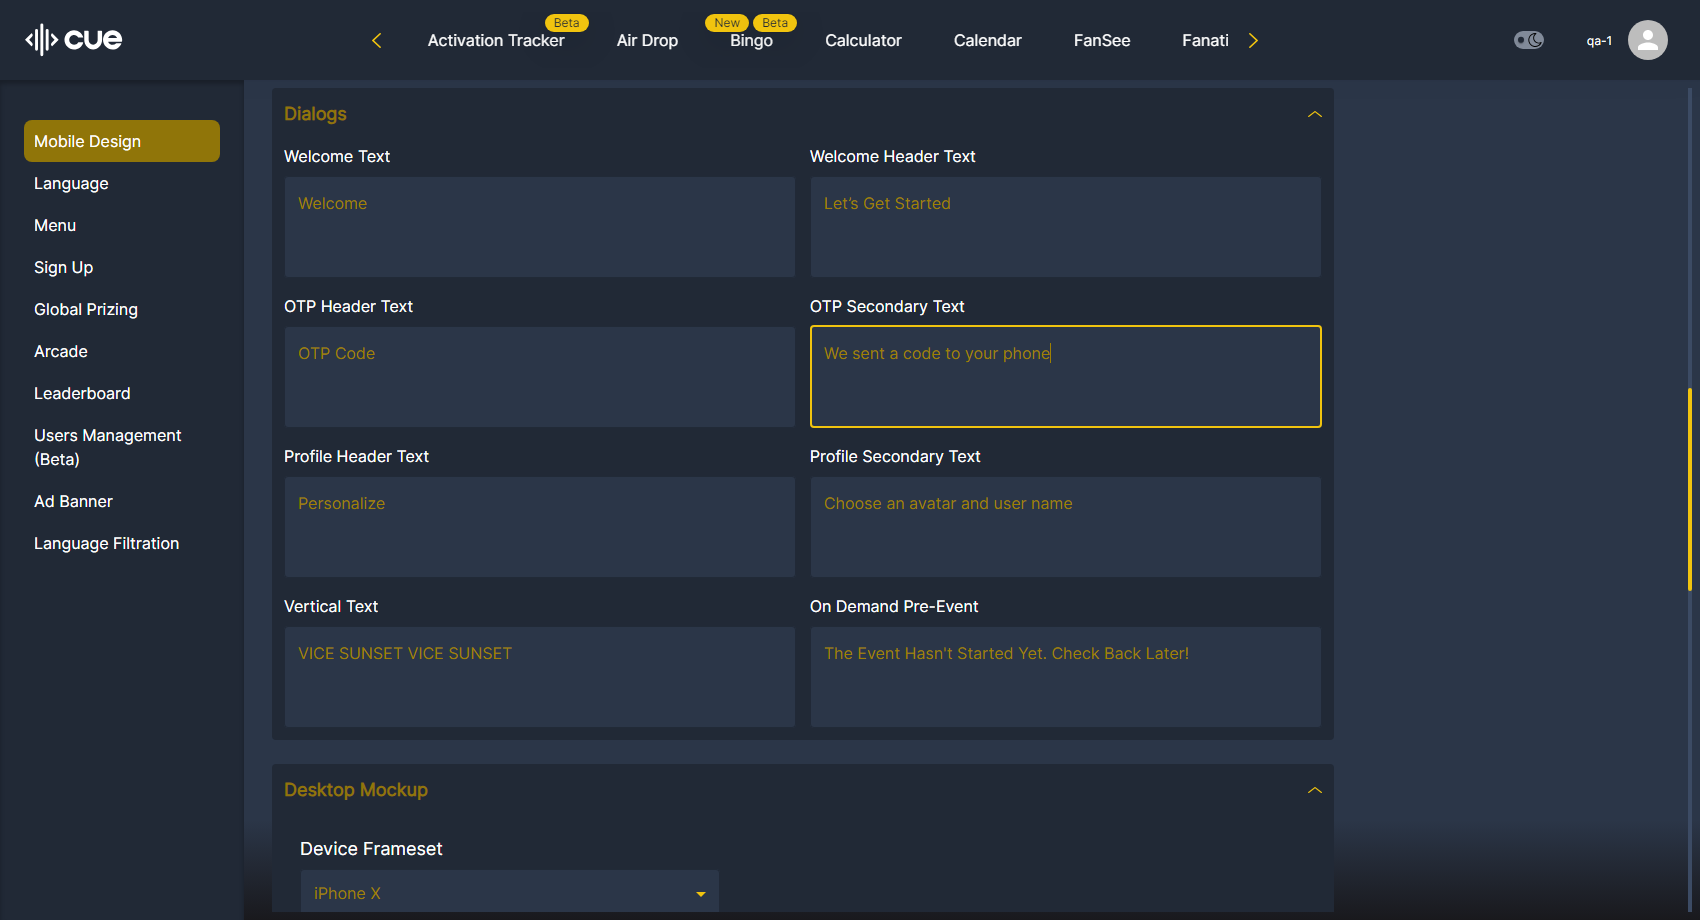 cue
Activation Tracker
Beta
Air Drop
Bingo
New
Beta
Calculator
Calendar
FanSee
Fanati
qa-1
Mobile Design
Language
Menu
Sign Up
Global Prizing
Arcade
Leaderboard
Users Management
(Beta)
Ad Banner
Language Filtration
Dialogs
Welcome Text
Welcome
Welcome Header Text
Let’s Get Started
OTP Header Text
OTP Code
OTP Secondary Text
We sent a code to your phone
Profile Header Text
Personalize
Profile Secondary Text
Choose an avatar and user name
Vertical Text
VICE SUNSET VICE SUNSET
On Demand Pre-Event
The Event Hasn't Started Yet. Check Back Later!
Desktop Mockup
Device Frameset
iPhone X